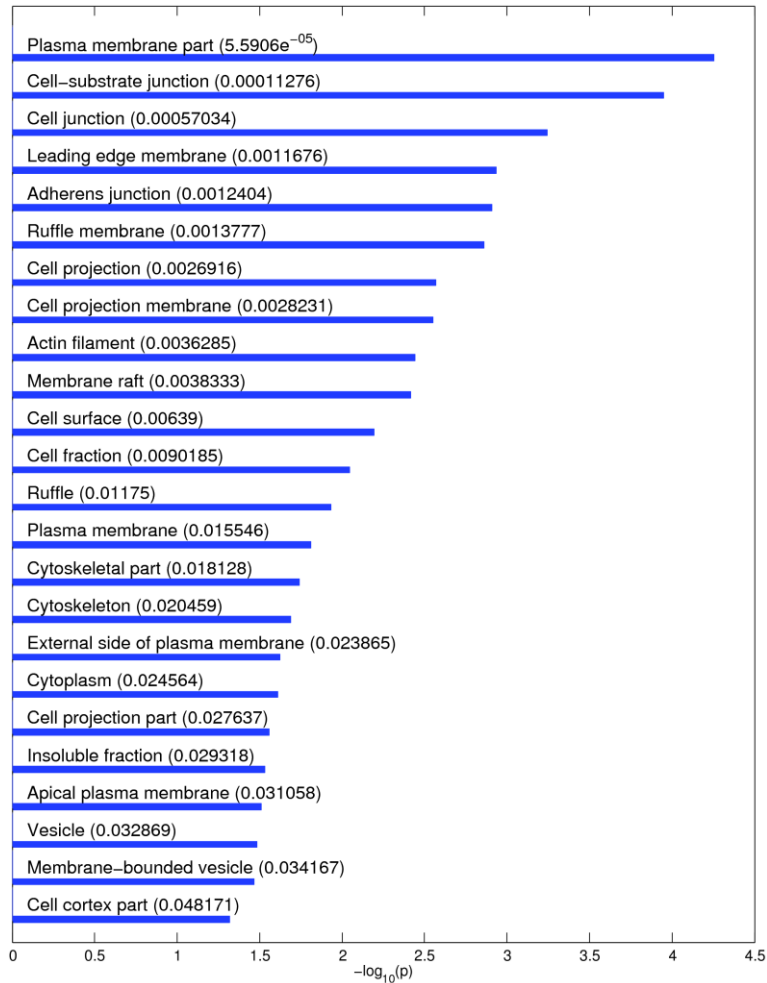 Plasma membrane part (5.5906e−05)
Cell−substrate junction (0.00011276)
Cell junction (0.00057034)
Leading edge membrane (0.0011676)
Adherens junction (0.0012404)
Ruffle membrane (0.0013777)
Cell projection (0.0026916)
Cell projection membrane (0.0028231)
Actin filament (0.0036285)
Membrane raft (0.0038333)
Cell surface (0.00639)
Cell fraction (0.0090185)
Ruffle (0.01175)
Plasma membrane (0.015546)
Cytoskeletal part (0.018128)
Cytoskeleton (0.020459)
External side of plasma membrane (0.023865)
Cytoplasm (0.024564)
Cell projection part (0.027637)
Insoluble fraction (0.029318)
Apical plasma membrane (0.031058)
Vesicle (0.032869)
Membrane−bounded vesicle (0.034167)
Cell cortex part (0.048171)
0 0.5 1 1.5 2 2.5 3 3.5 4 4.5
−log10(p)